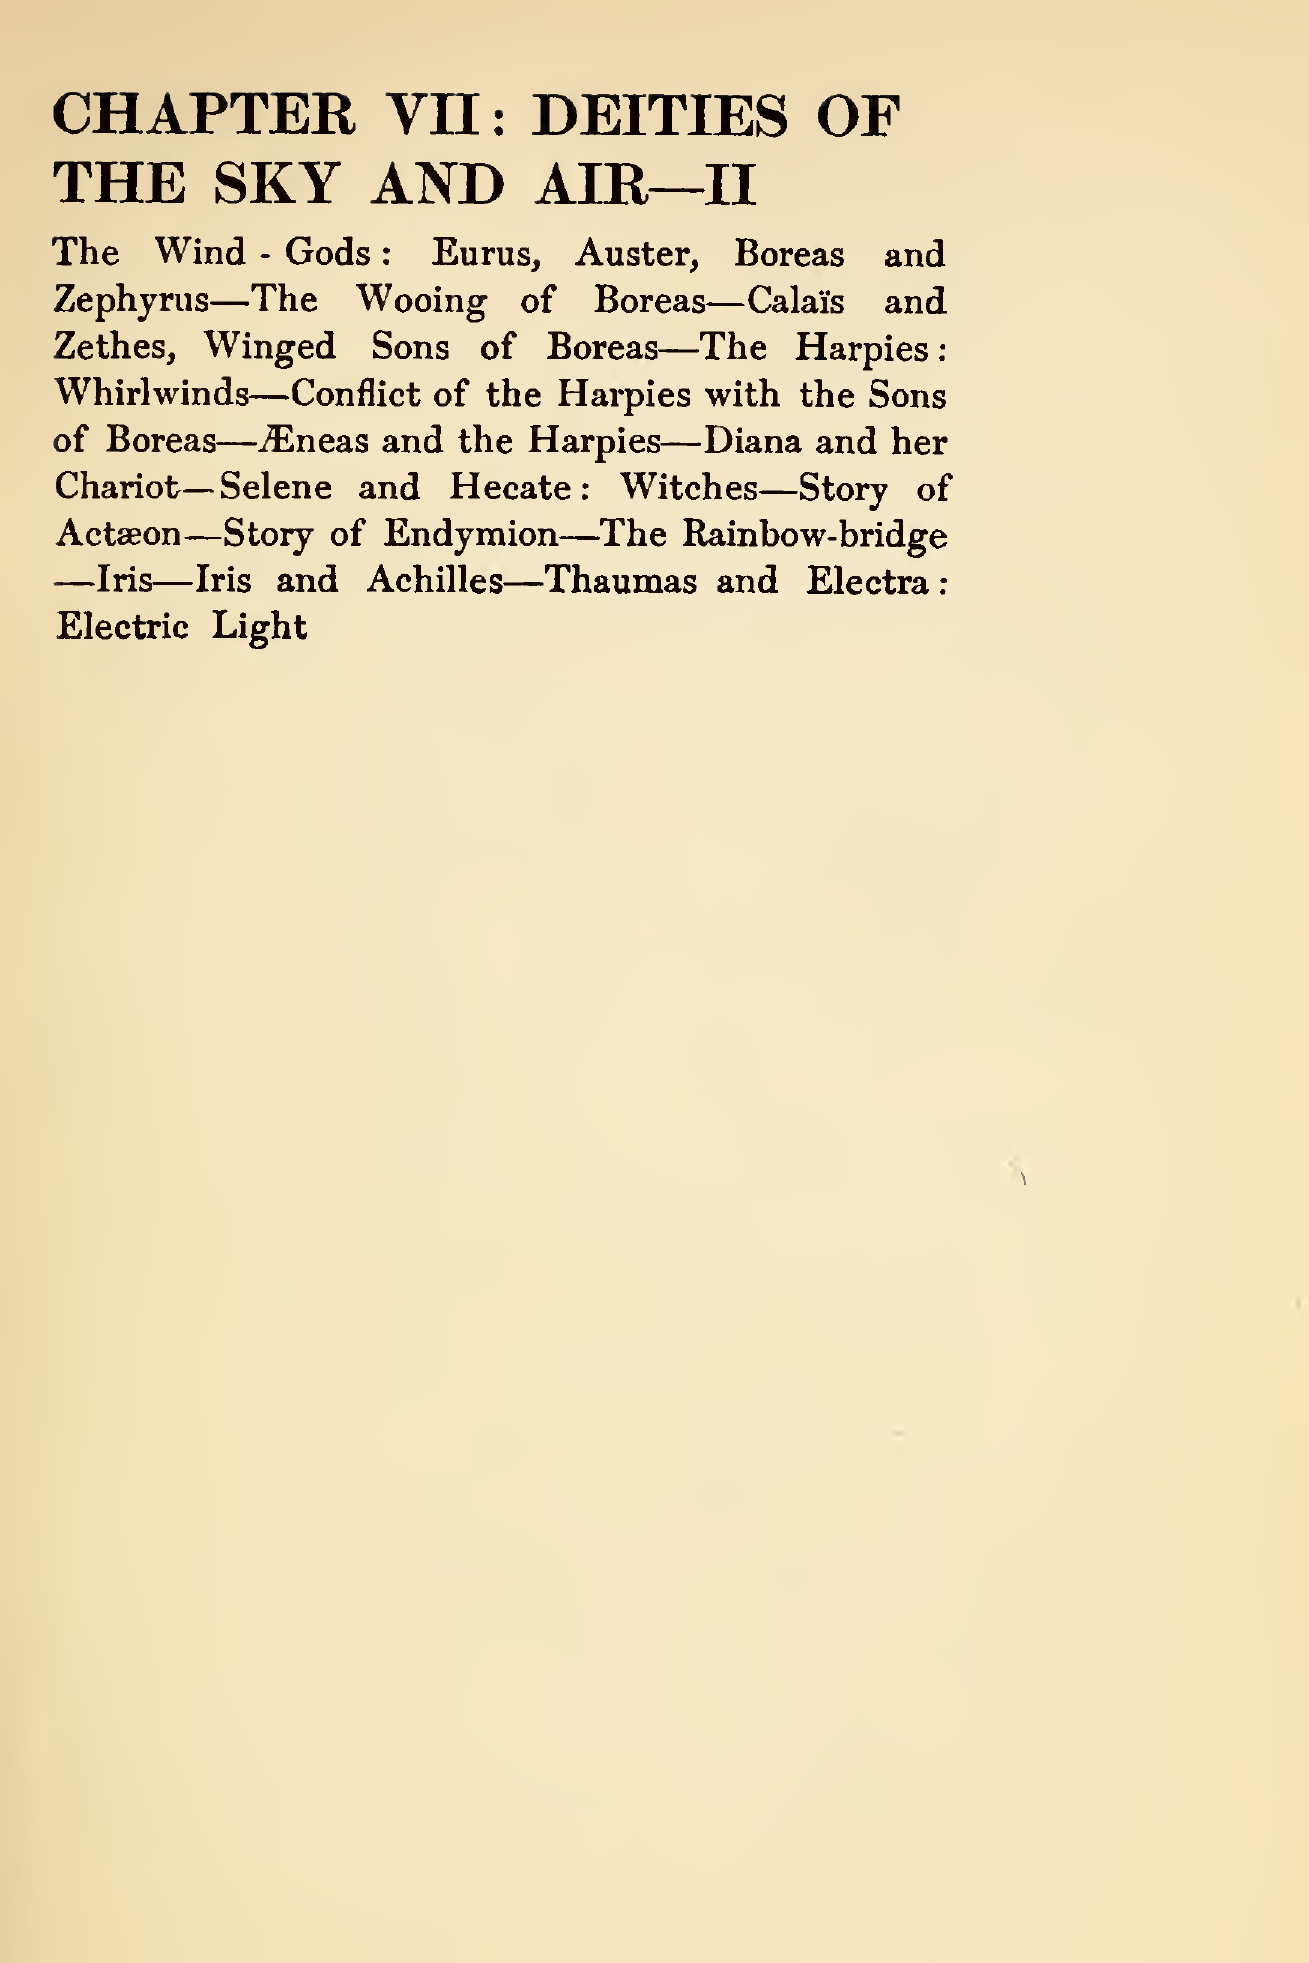 CHAPTER VII: DEITIES OF
THE SKY AND AIR—II
The Wind - Gods : Eurus, Auster, Boreas and
Zephyrus—The Wooing of Boreas—Calaïs and
Zethes, Winged Sons of Boreas—The Harpies :
Whirlwinds—Conflict of the Harpies with the Sons
of Boreas—Æneas and the Harpies—Diana and her
Chariot—Selene and Hecate : Witches—Story of
Actæon—Story of Endymion—The Rainbow-bridge
—Iris—Iris and Achilles—Thaumas and Electra :
Electric Light